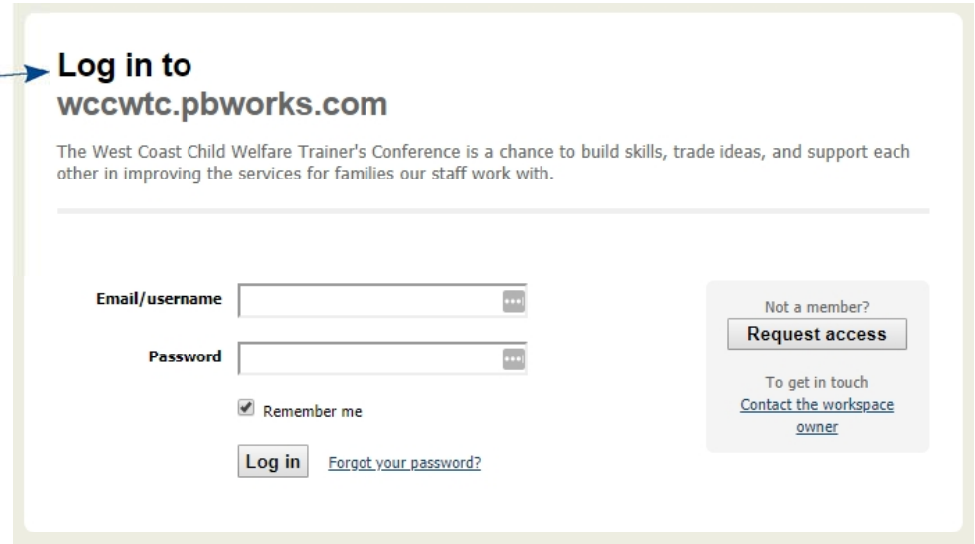 Log in to
wccwtc.pbworks.com
The West Coast Child Welfare Trainer's Conference is a chance to build skills, trade ideas, and support each
other in improving the services for families our staff work with.
Email/username
Password
Remember me
Log in
Forgot your password?
Not a member?
Request access
To get in touch
Contact the workspace
owner